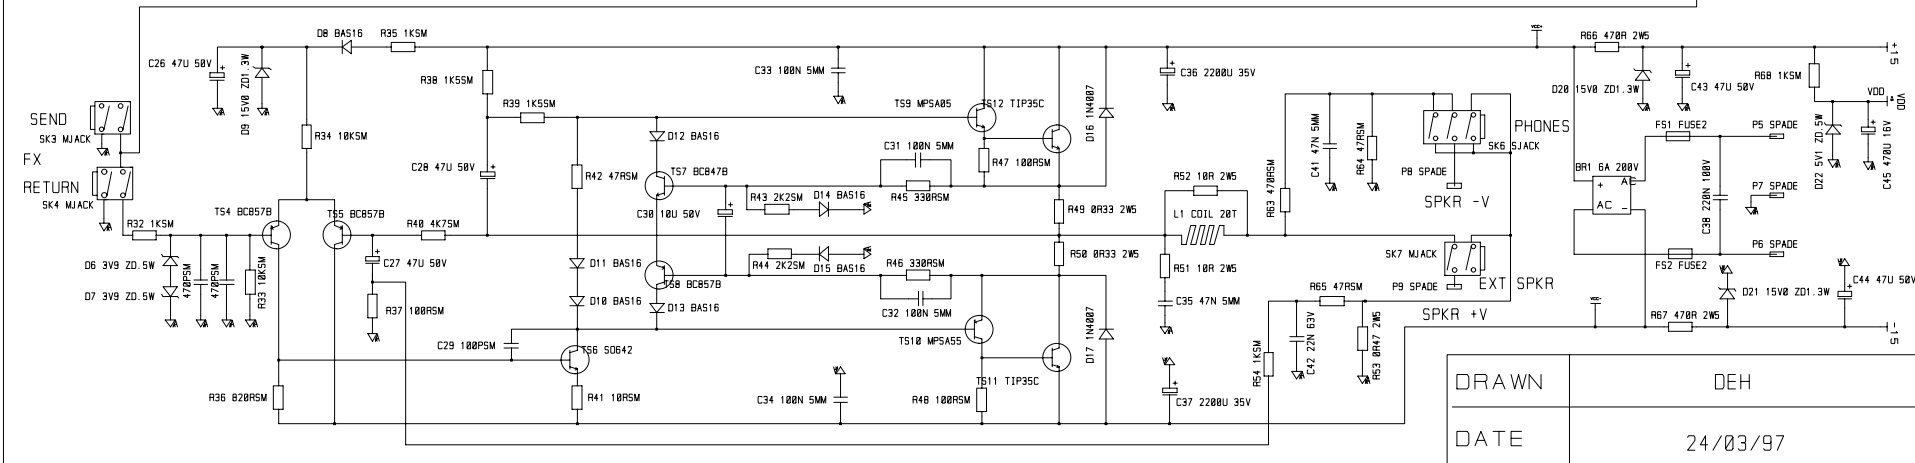 D8 BAS16
R35 1KSM
R66 470R 2W5
+15
C26 47U 50V
D9 15V0 ZD1.3W
R38 1K5SM
C33 100N 5MM
C36 2200U 35V
D20 15V0 ZD1.3W
C43 47U 50V
R68 1KSM
VDD
VDD
SEND
SK3 MJACK
FX
RETURN
SK4 MJACK
R34 10KSM
R39 1K5SM
TS9 MPSA05
TS12 TIP35C
D16 1N4007
C41 47N 5MM
R64 47RSM
PHONES
SK6 SJACK
FS1 FUSE2
P5 SPADE
D22 5V1 ZD.5W
C45 470U 16V
D12 BAS16
C31 100N 5MM
R47 100RSM
C28 47U 50V
R42 47RSM
TS7 BC847B
R45 330RSM
R43 2K2SM
D14 BAS16
R52 10R 2W5
R63 470RSM
P8 SPADE
SPKR -V
BR1 6A 200V
+ AC
AC -
C38 220N 100V
P7 SPADE
TS4 BC857B
TS5 BC857B
C30 10U 50V
R49 0R33 2W5
L1 COIL 20T
R32 1KSM
R40 4K7SM
D6 3V9 ZD.5W
D7 3V9 ZD.5W
470PSM
470PSM
R33 10KSM
C27 47U 50V
D11 BAS16
R44 2K2SM
D15 BAS16
R46 330RSM
R50 0R33 2W5
R51 10R 2W5
SK7 MJACK
FS2 FUSE2
P6 SPADE
TS8 BC857B
D10 BAS16
D13 BAS16
C32 100N 5MM
C35 47N 5MM
R65 47RSM
P9 SPADE
EXT SPKR
SPKR +V
D21 15V0 ZD1.3W
C44 47U 50V
R37 100RSM
C29 100PSM
TS6 SO642
TS10 MPSA55
D17 1N4007
R54 1KSM
C42 22N 63V
R53 0R47 2W5
R67 470R 2W5
-15
R36 820RSM
R41 10RSM
C34 100N 5MM
R48 100RSM
TS11 TIP35C
C37 2200U 35V
DRAWN DEH
DATE 24/03/97